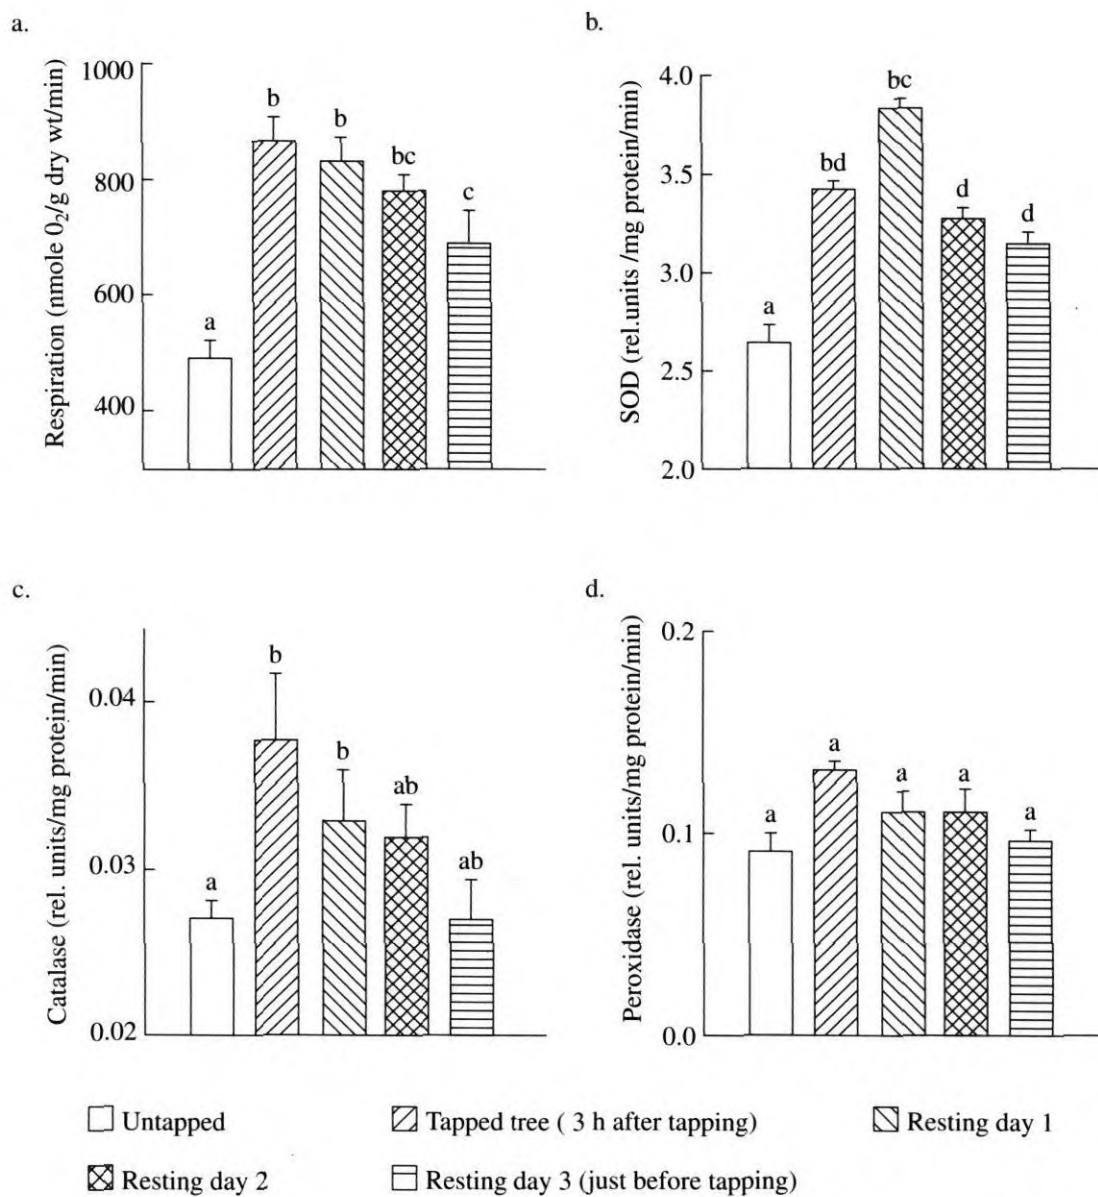 a.
Respiration (nmole 0₂/g dry wt/min)
1000
800
600
400
a
b
b
bc
c
b.
SOD (rel.units /mg protein/min)
4.0
3.5
3.0
2.5
2.0
a
bd
bc
d
d
c.
Catalase (rel. units/mg protein/min)
0.04
0.03
0.02
a
b
b
ab
ab
d.
Peroxidase (rel. units/mg protein/min)
0.2
0.1
0.0
a
a
a
a
a
Untapped
Tapped tree ( 3 h after tapping)
Resting day 1
Resting day 2
Resting day 3 (just before tapping)